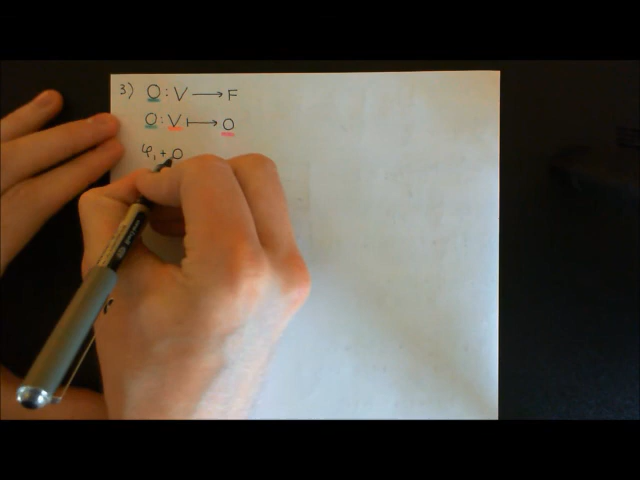 3) O : V ⟶ F
O : V ⟼ O
φ₁ + O